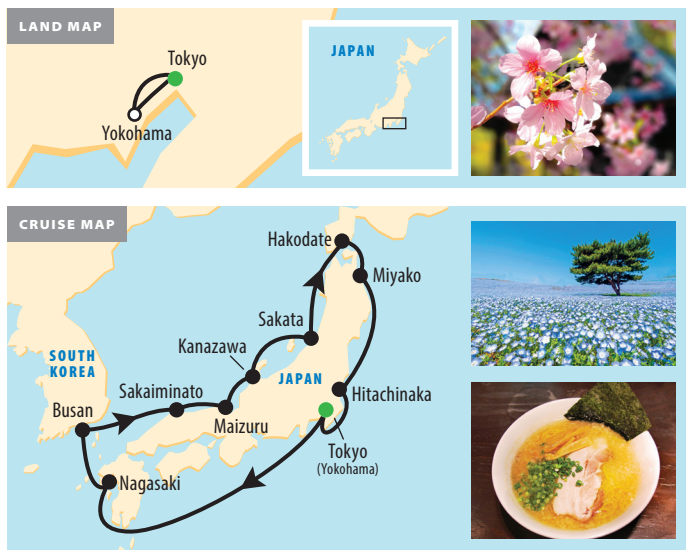 LAND MAP
Tokyo
Yokohama
JAPAN
CRUISE MAP
Hakodate
Miyako
Sakata
Kanazawa
SOUTH
KOREA
JAPAN
Sakaiminato
Hitachinaka
Busan
Maizuru
Tokyo
(Yokohama)
Nagasaki